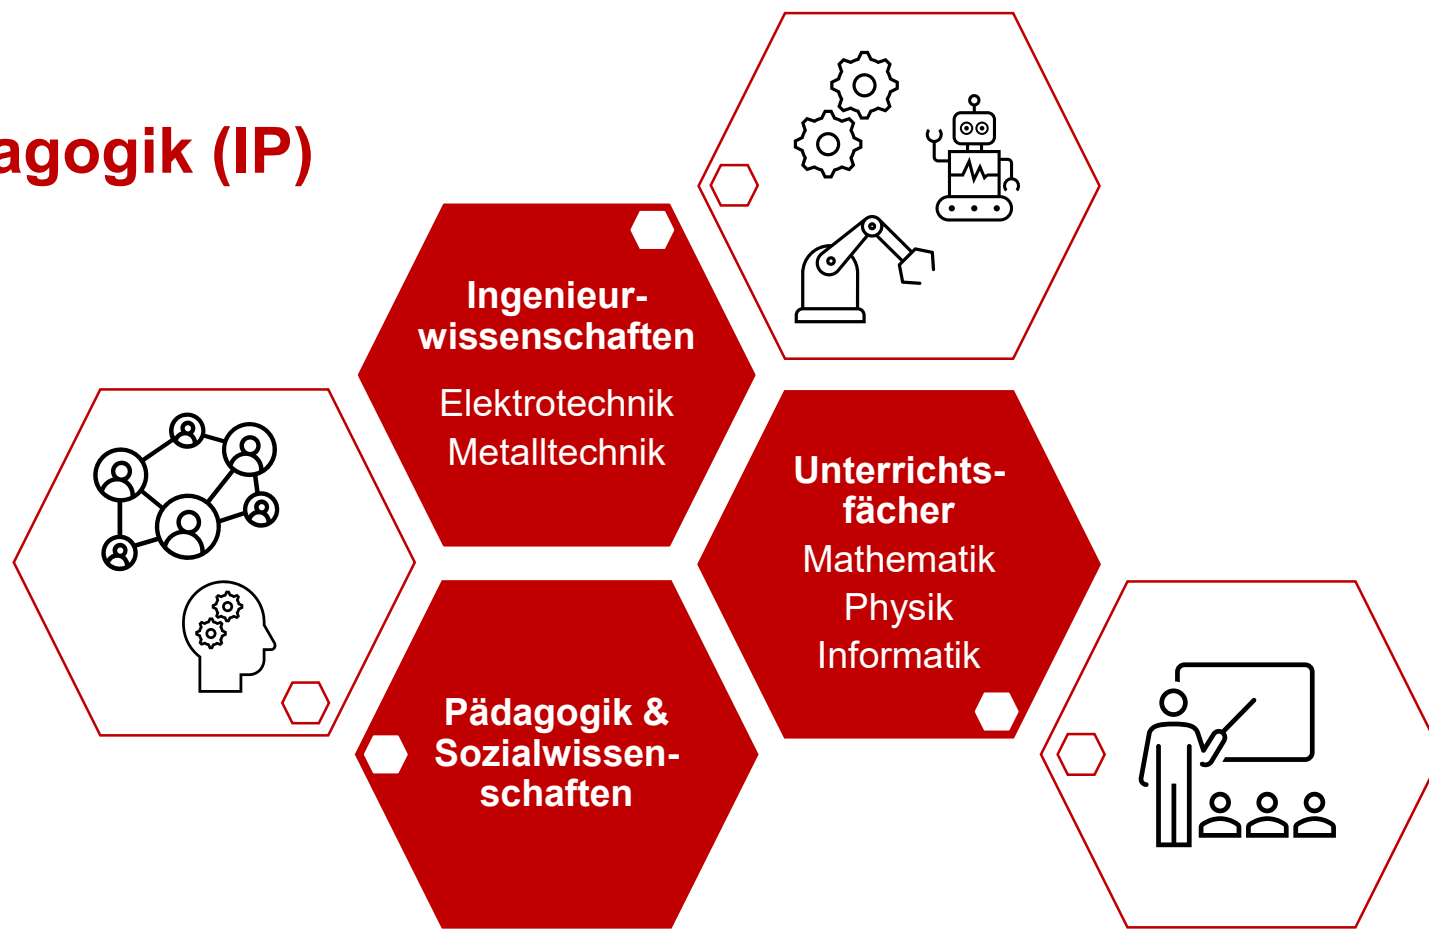 agogik (IP)
Ingenieur-
wissenschaften
Elektrotechnik
Metalltechnik
Unterrichts-
fächer
Mathematik
Physik
Informatik
Pädagogik &
Sozialwissen-
schaften